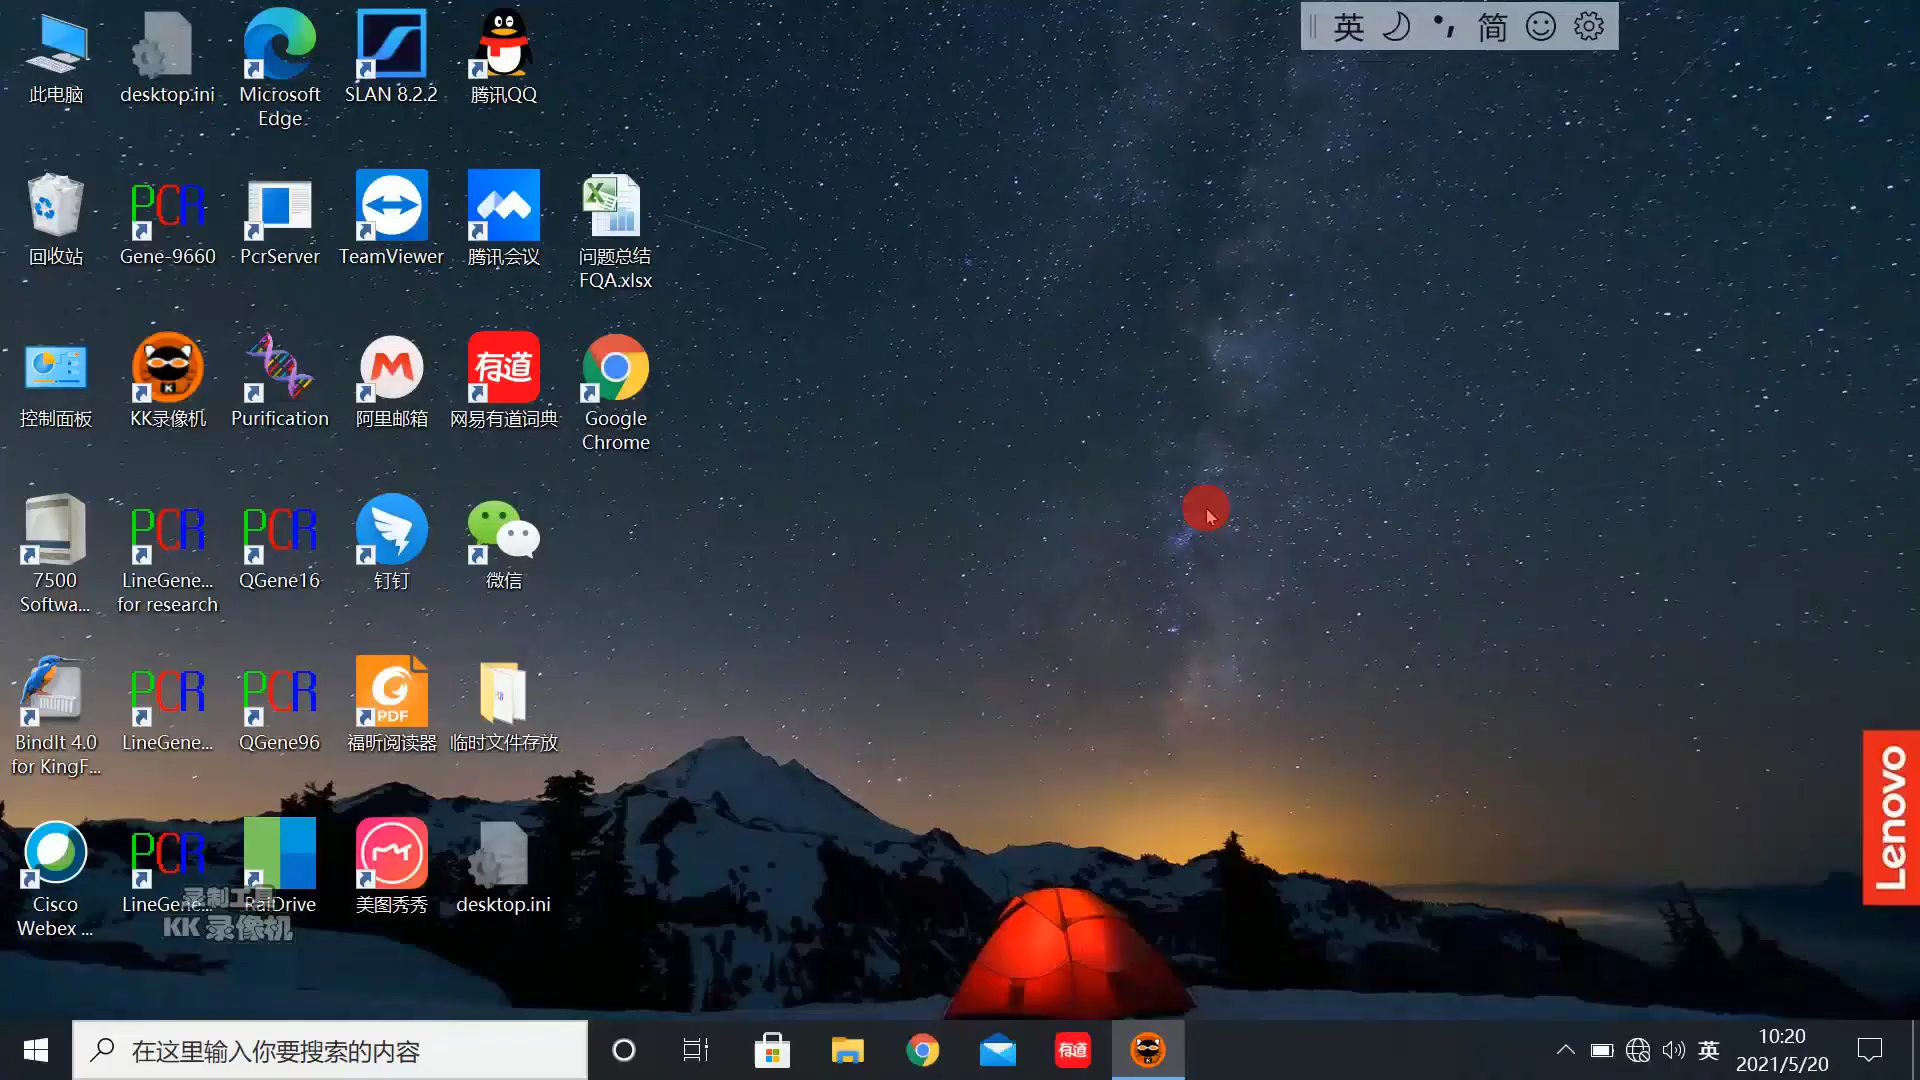 英 简
此电脑
desktop.ini
Microsoft
Edge
SLAN 8.2.2
腾讯QQ
回收站
PCR
Gene-9660
PcrServer
TeamViewer
腾讯会议
问题总结
FQA.xlsx
控制面板
K
KK录像机
Purification
阿里邮箱
有道
网易有道词典
Google
Chrome
7500
Softwa...
PCR
LineGene...
for research
PCR
QGene16
钉钉
微信
BindIt 4.0
for KingF...
PCR
LineGene...
PCR
QGene96
PDF
福昕阅读器
临时文件存放
Cisco
Webex ...
PCR
LineGene...
RaiDrive
美图秀秀
desktop.ini
录制工具
KK 录像机
Lenovo
在这里输入你要搜索的内容
有道
英
10:20
2021/5/20